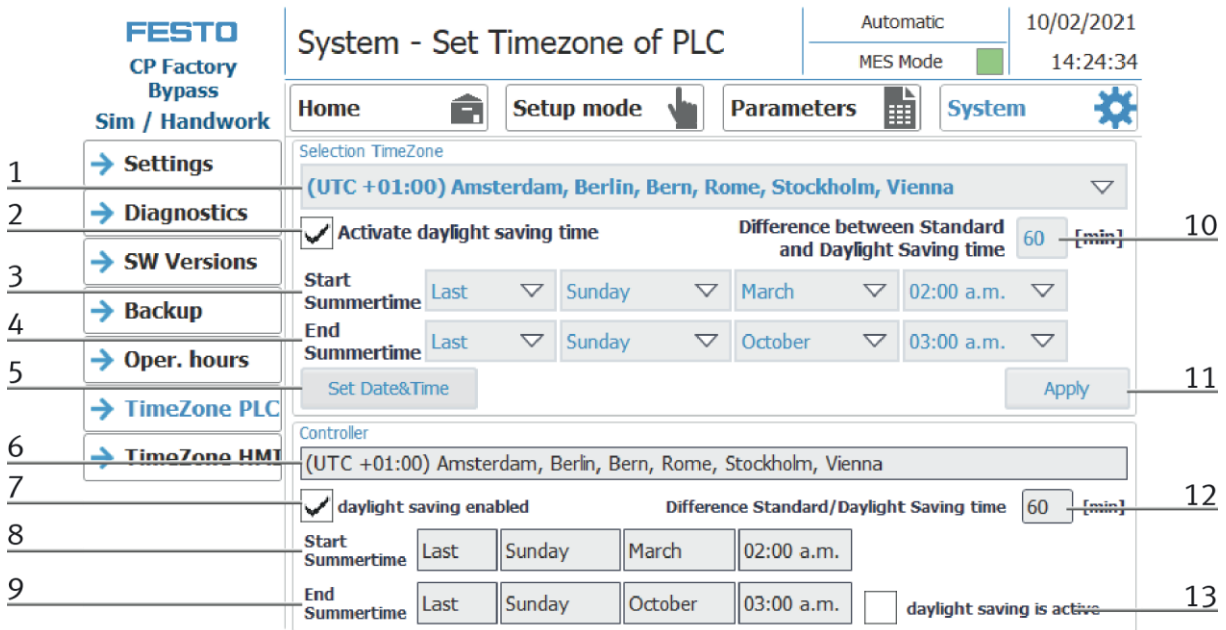 FESTO
CP Factory
Bypass
Sim / Handwork
System - Set Timezone of PLC
Automatic
MES Mode
10/02/2021
14:24:34
Home
Setup mode
Parameters
System
Settings
Diagnostics
SW Versions
Backup
Oper. hours
TimeZone PLC
TimeZone HMI
1
2
3
4
5
6
7
8
9
Selection TimeZone
(UTC +01:00) Amsterdam, Berlin, Bern, Rome, Stockholm, Vienna
Activate daylight saving time
Difference between Standard
and Daylight Saving time
60 [min]
Start
Summertime
Last Sunday March 02:00 a.m.
End
Summertime
Last Sunday October 03:00 a.m.
Set Date&Time
Apply
Controller
(UTC +01:00) Amsterdam, Berlin, Bern, Rome, Stockholm, Vienna
daylight saving enabled
Difference Standard/Daylight Saving time 60 [min]
Start
Summertime
Last Sunday March 02:00 a.m.
End
Summertime
Last Sunday October 03:00 a.m.
daylight saving is active
10
11
12
13